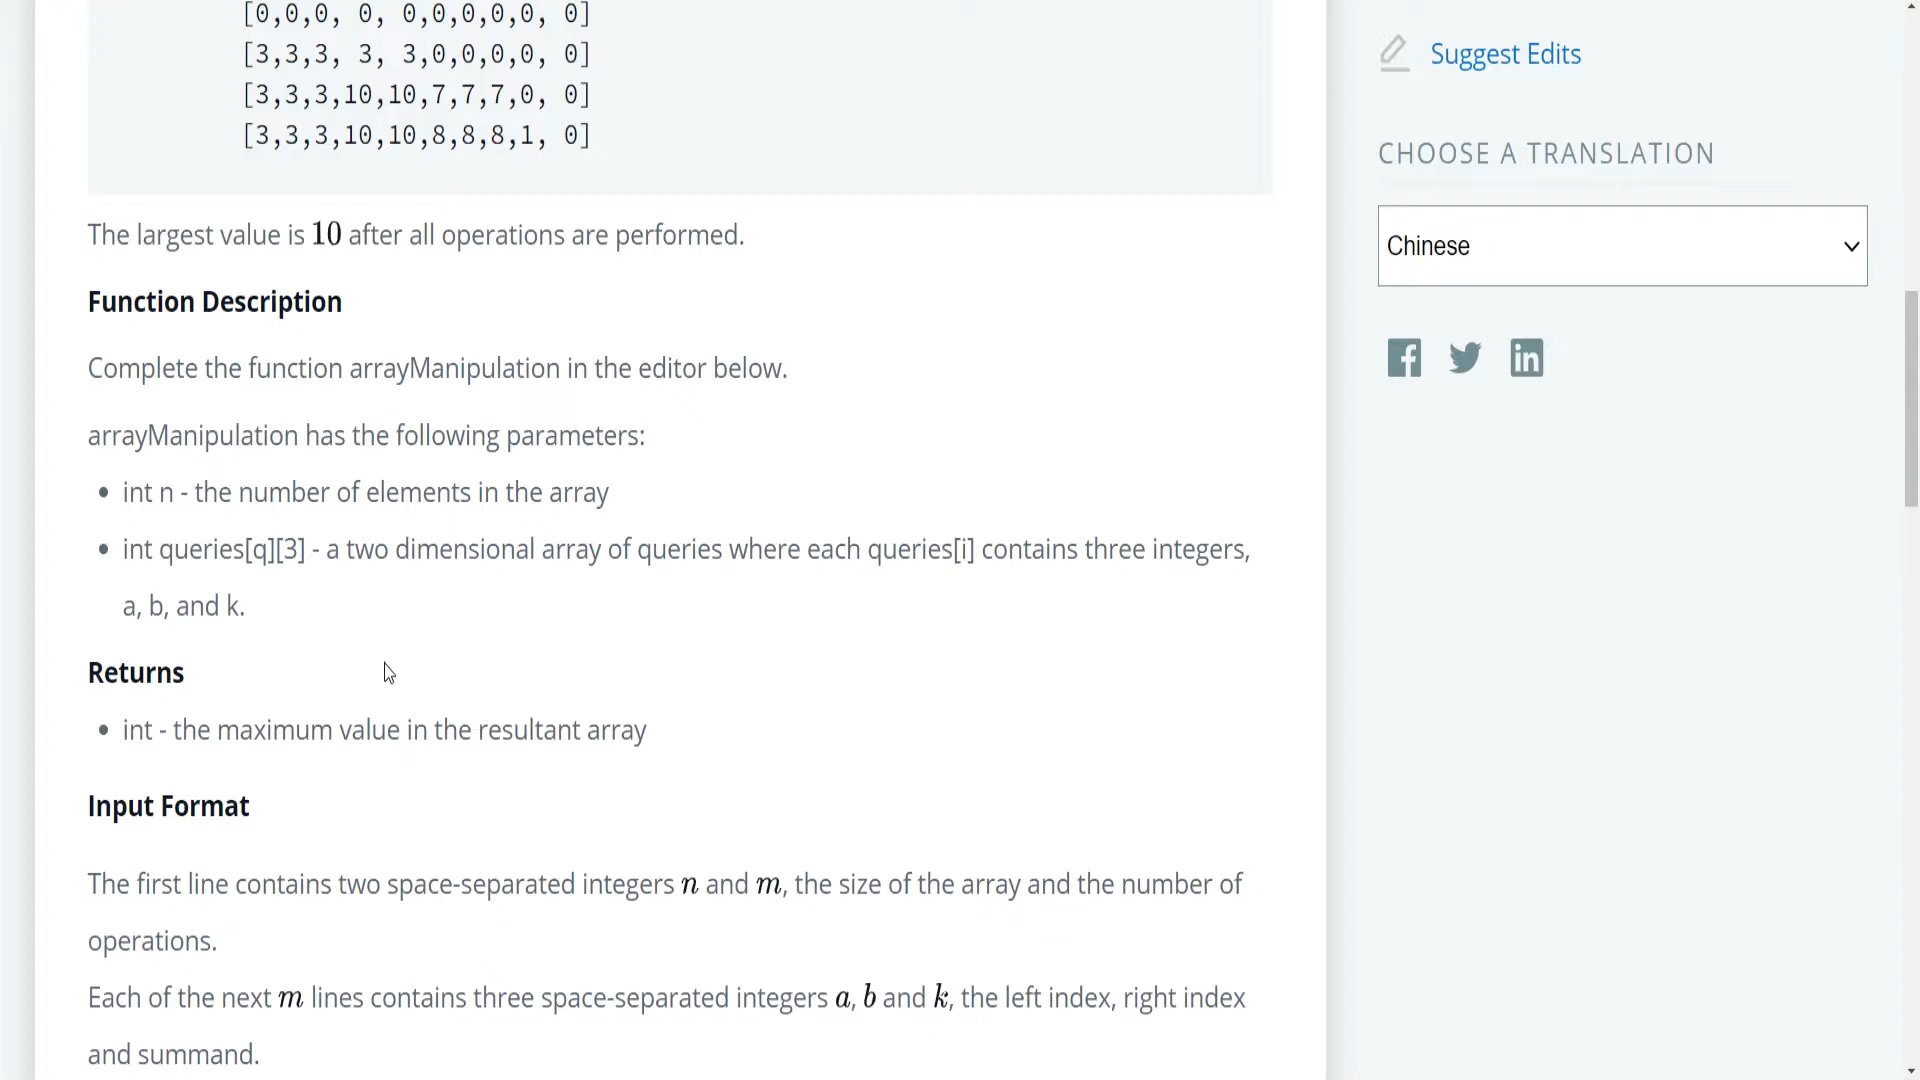 [0,0,0, 0, 0,0,0,0,0, 0]
[3,3,3, 3, 3,0,0,0,0, 0]
[3,3,3,10,10,7,7,7,0, 0]
[3,3,3,10,10,8,8,8,1, 0]
The largest value is 10 after all operations are performed.
Function Description
Complete the function arrayManipulation in the editor below.
arrayManipulation has the following parameters:
• int n - the number of elements in the array
• int queries[q][3] - a two dimensional array of queries where each queries[i] contains three integers,
a, b, and k.
Returns
• int - the maximum value in the resultant array
Input Format
The first line contains two space-separated integers n and m, the size of the array and the number of
operations.
Each of the next m lines contains three space-separated integers a, b and k, the left index, right index
and summand.
Suggest Edits
CHOOSE A TRANSLATION
Chinese